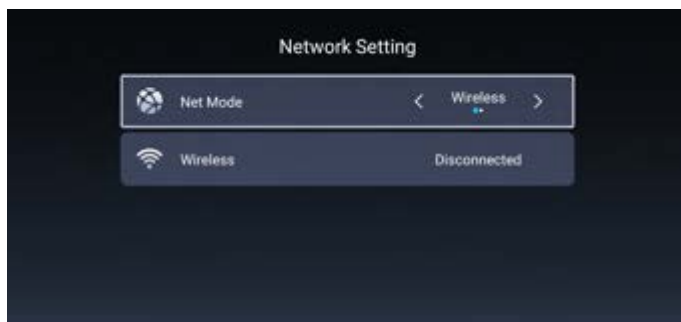 Network Setting
Net Mode < Wireless >
Wireless Disconnected